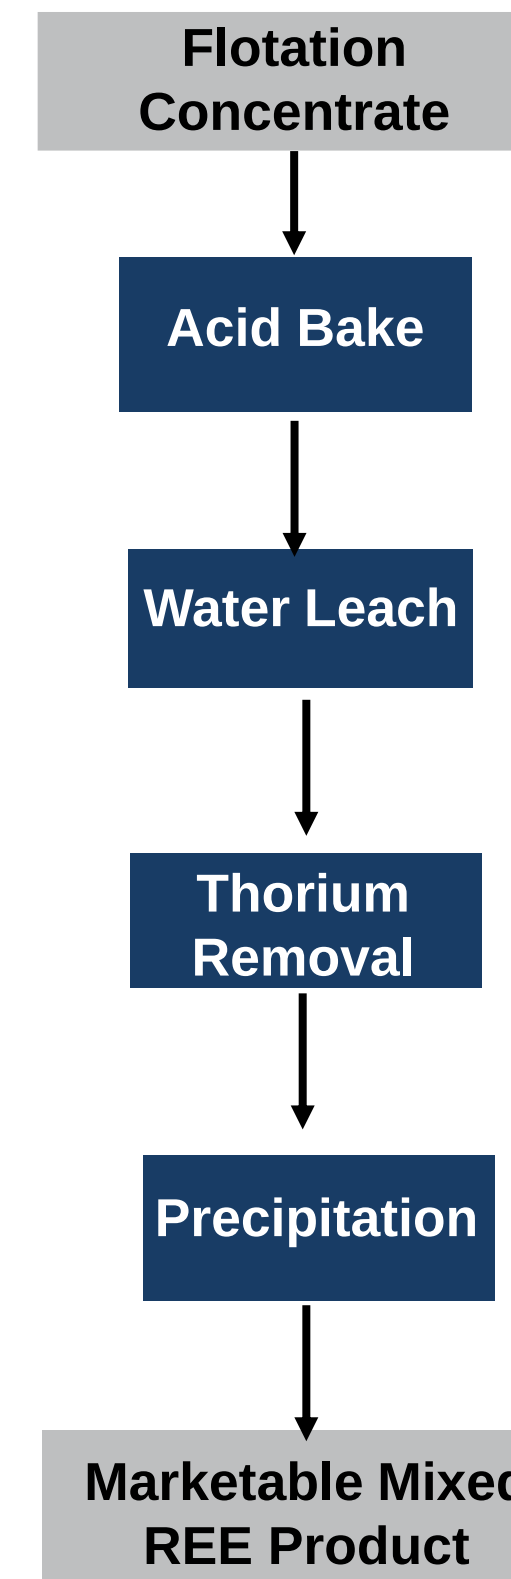 Flotation
Concentrate
Acid Bake
Water Leach
Thorium
Removal
Precipitation
Marketable Mixed
REE Product